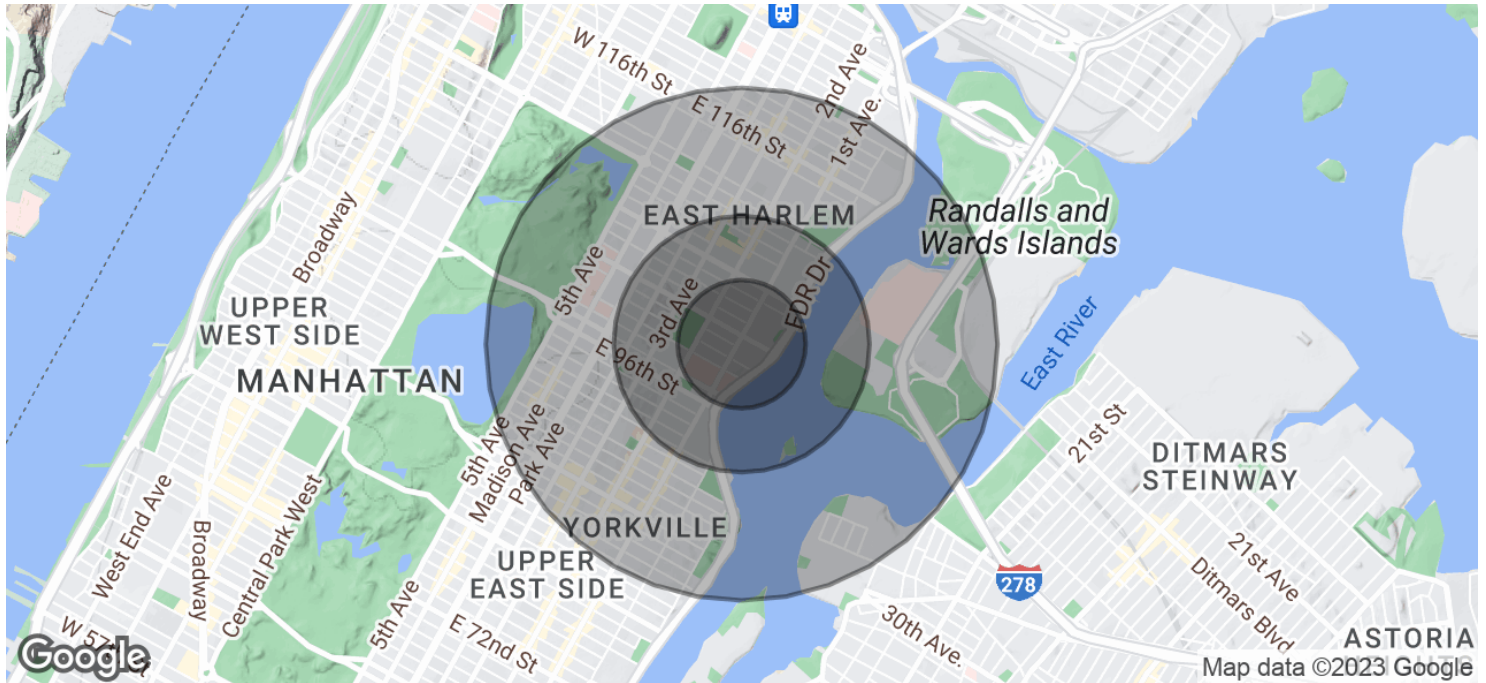 W 116th St
2nd Ave
E 116th St
1st Ave.
Broadway
EAST HARLEM
Randalls and
Wards Islands
5th Ave
3rd Ave
FDR Dr
UPPER
WEST SIDE
E 96th St
East River
MANHATTAN
5th Ave
Madison Ave
Park Ave
21st St
DITMARS
STEINWAY
West End Ave
Broadway
Central Park West
YORKVILLE
UPPER
EAST SIDE
5th Ave
E 72nd St
278
21st Ave
Ditmars Blvd
30th Ave.
W 57th St
ASTORIA
Google
Map data ©2023 Google